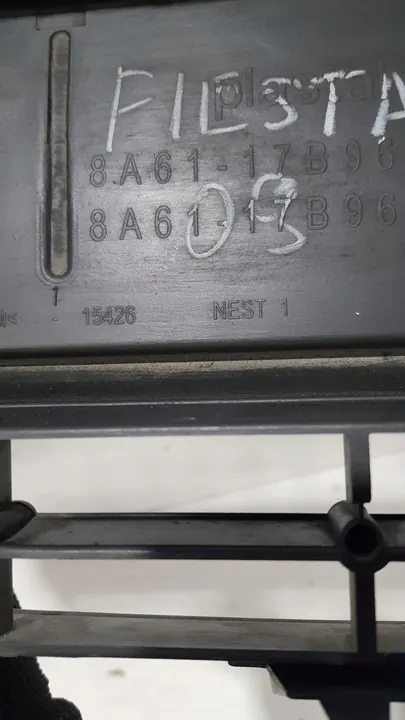 plastal
FIESTA
8A61-17B96
8A61-17B96
09
1
- 15426 NEST 1